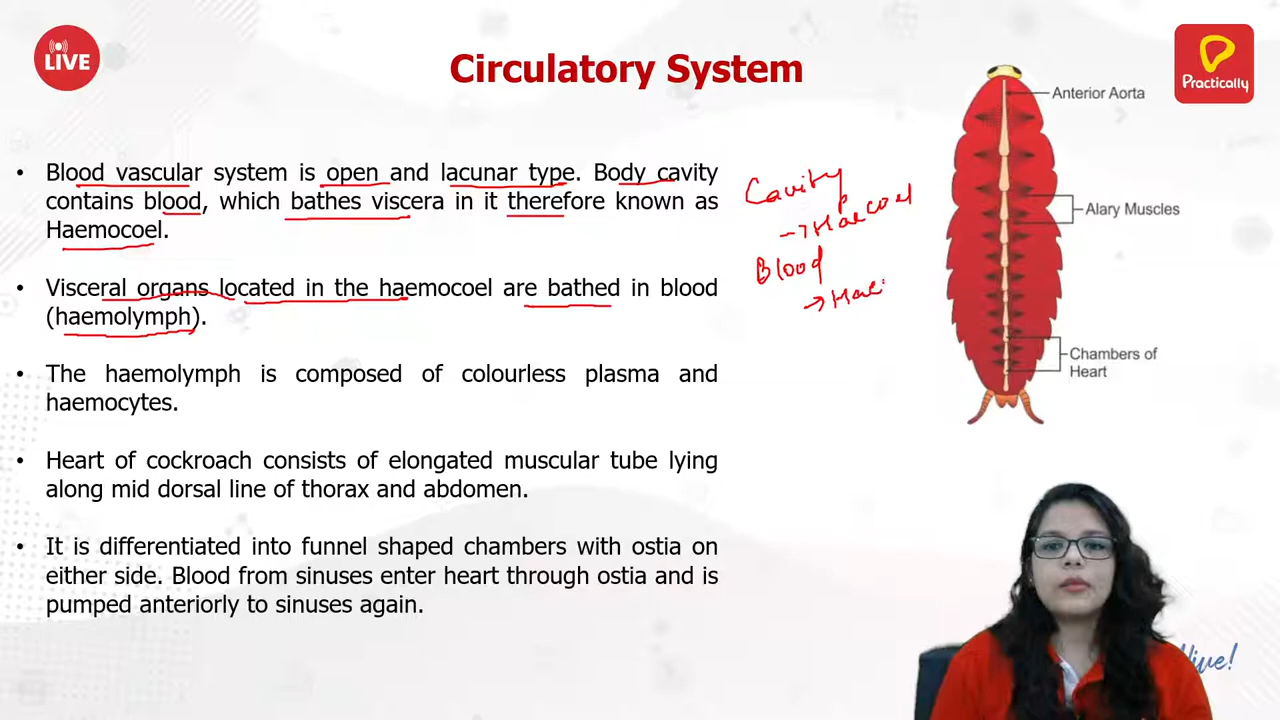 LIVE
Circulatory System
Practically
Anterior Aorta
• Blood vascular system is open and lacunar type. Body cavity
contains blood, which bathes viscera in it therefore known as
Haemocoel.
Cavity
Alary Muscles
Blood
• Visceral organs located in the haemocoel are bathed in blood
(haemolymph).
Chambers of
Heart
• The haemolymph is composed of colourless plasma and
haemocytes.
• Heart of cockroach consists of elongated muscular tube lying
along mid dorsal line of thorax and abdomen.
• It is differentiated into funnel shaped chambers with ostia on
either side. Blood from sinuses enter heart through ostia and is
pumped anteriorly to sinuses again.